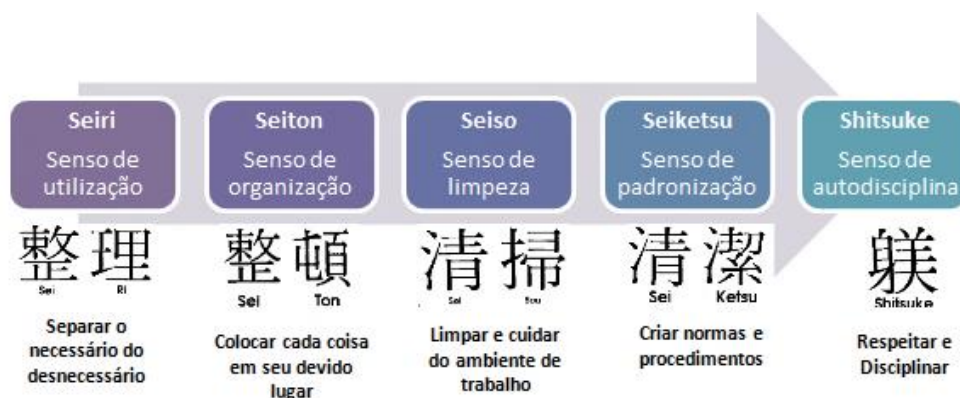 Seiri
Senso de
utilização
整理
Sei Ri
Separar o
necessário do
desnecessário
Seiton
Senso de
organização
整頓
Sei Ton
Colocar cada coisa
em seu devido
lugar
Seiso
Senso de
limpeza
清掃
Sei Sou
Limpar e cuidar
do ambiente de
trabalho
Seiketsu
Senso de
padronização
清潔
Sei Ketsu
Criar normas e
procedimentos
Shitsuke
Senso de
autodisciplina
躾
Shitsuke
Respeitar e
Disciplinar